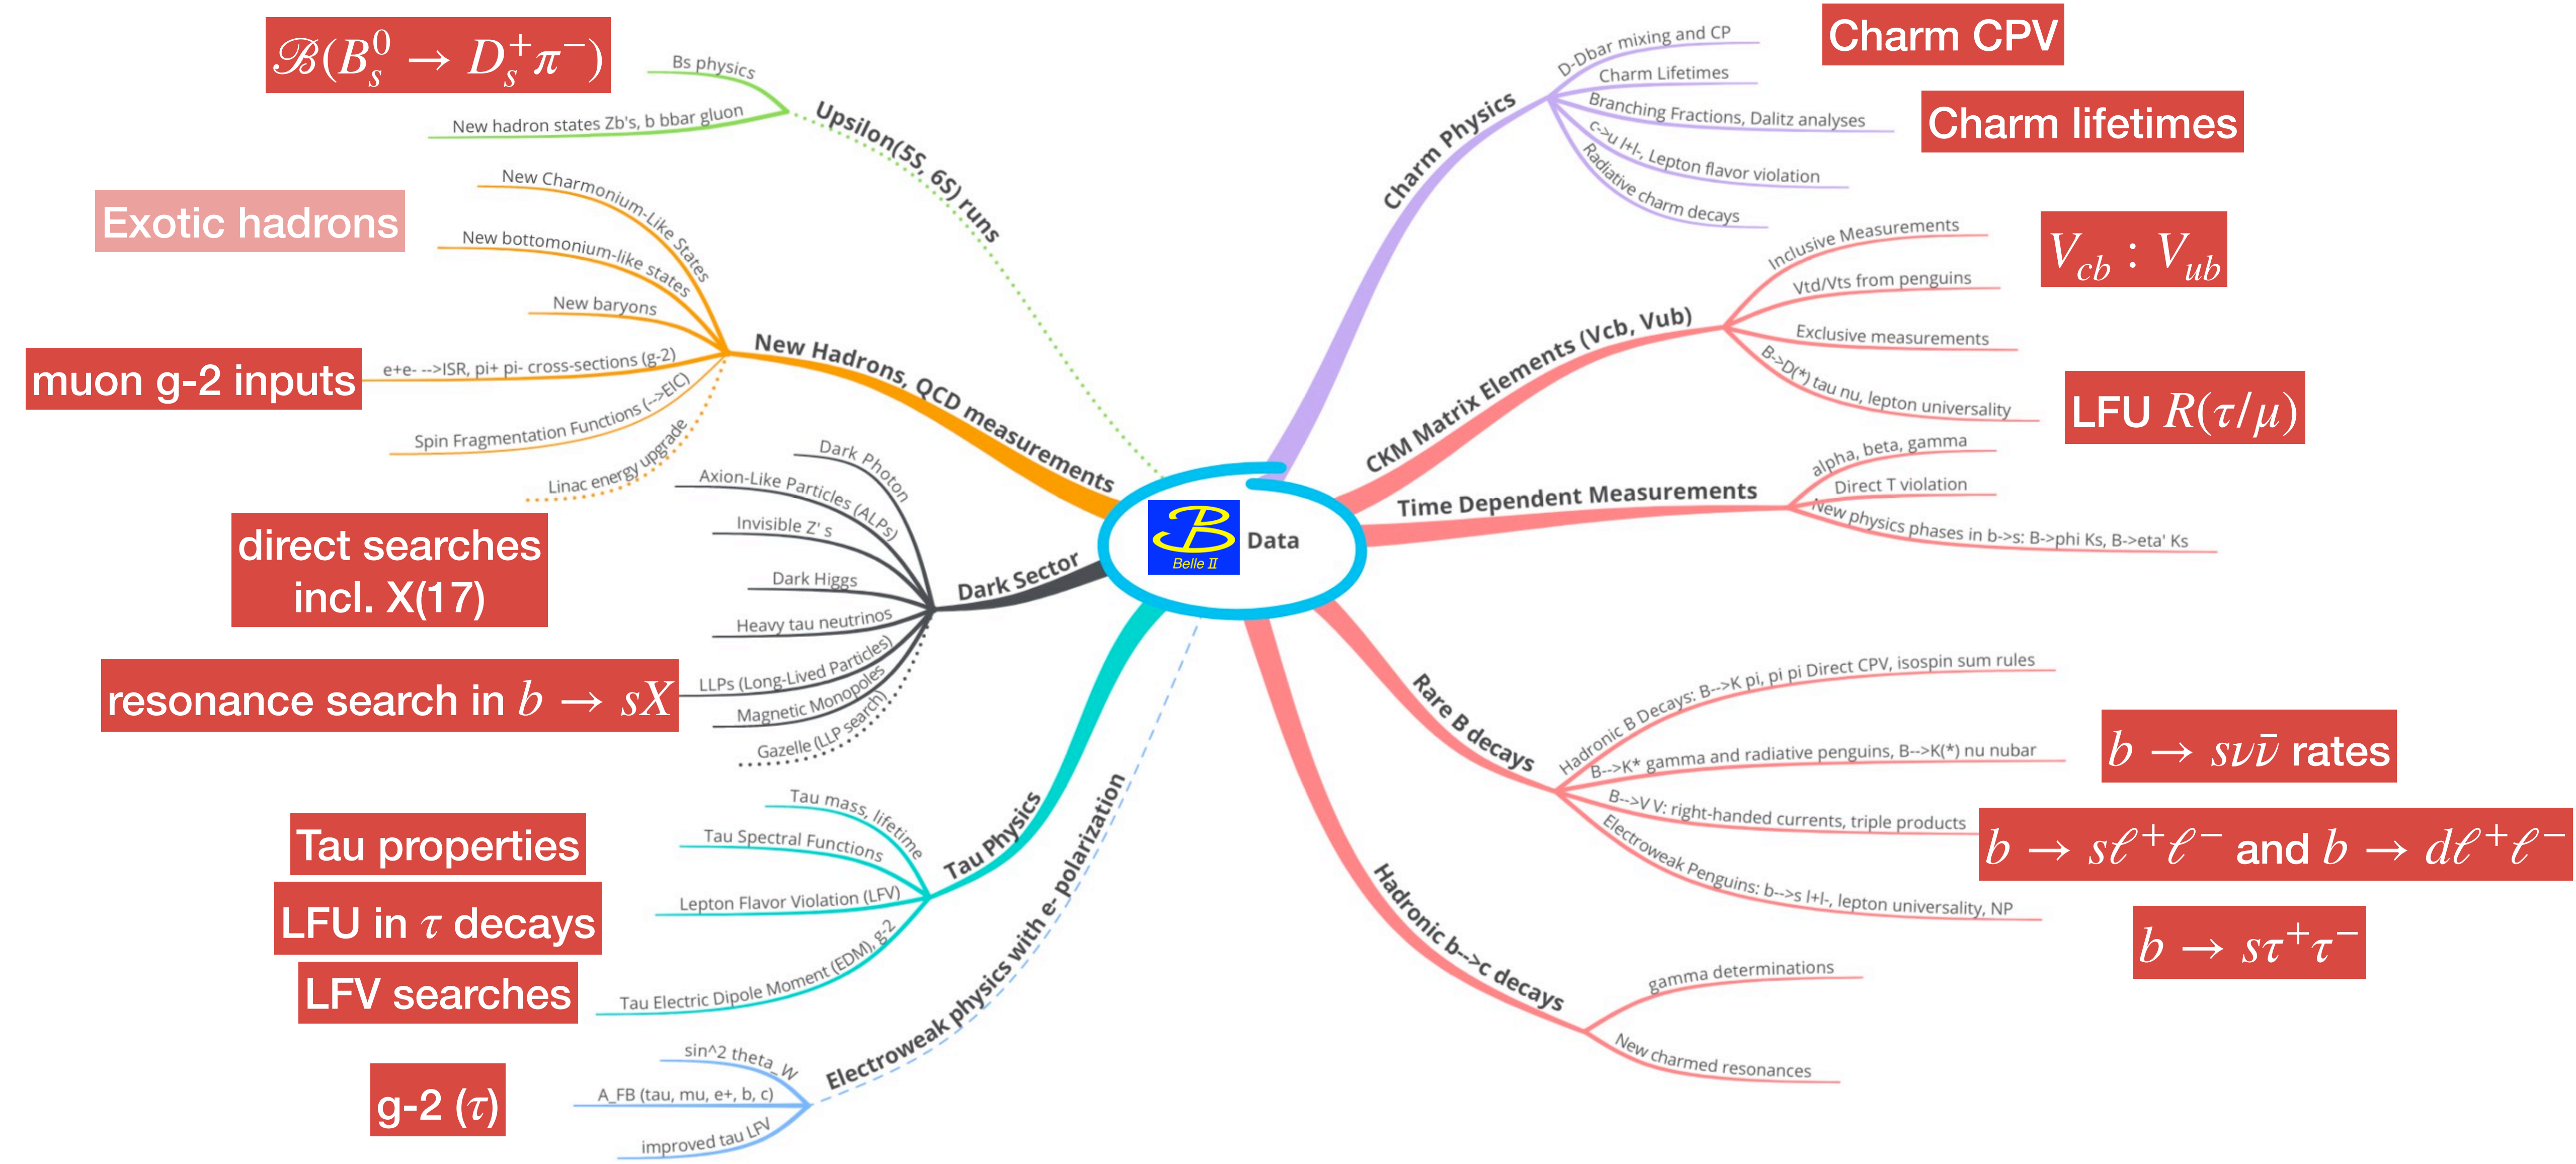 ℬ(B⁰ₛ → D⁺ₛπ⁻)
Bs physics
New hadron states Zb's, b bbar gluon
Upsilon(5S, 6S) runs
Exotic hadrons
New Charmonium-Like States
New bottomonium-like states
New baryons
muon g-2 inputs
e+e- -->ISR, pi+ pi- cross-sections (g-2)
Spin Fragmentation Functions (-->EIC)
Linac energy upgrade
New Hadrons, QCD measurements
direct searches
incl. X(17)
resonance search in b → sX
Dark Photon
Axion-Like Particles (ALPs)
Invisible Z' s
Dark Higgs
Heavy tau neutrinos
LLPs (Long-Lived Particles)
Magnetic Monopoles
Gazelle (LLP search)
Dark Sector
Tau properties
LFU in τ decays
LFV searches
Tau mass, lifetime
Tau Spectral Functions
Lepton Flavor Violation (LFV)
Tau Electric Dipole Moment (EDM), g-2
Tau Physics
g-2 (τ)
sin^2 theta_W
A_FB (tau, mu, e+, b, c)
improved tau LFV
Electroweak physics with e- polarization
B
Belle II
Data
Charm Physics
D-Dbar mixing and CP
Charm Lifetimes
Branching Fractions, Dalitz analyses
c->u l+l-, Lepton flavor violation
Radiative charm decays
Charm CPV
Charm lifetimes
CKM Matrix Elements (Vcb, Vub)
Inclusive Measurements
Vtd/Vts from penguins
Exclusive measurements
B->D(*) tau nu, lepton universality
V_cb : V_ub
LFU R(τ/μ)
Time Dependent Measurements
alpha, beta, gamma
Direct T violation
New physics phases in b->s: B->phi Ks, B->eta' Ks
Rare B decays
Hadronic B Decays: B-->K pi, pi pi Direct CPV, isospin sum rules
B-->K* gamma and radiative penguins, B-->K(*) nu nubar
B-->V V: right-handed currents, triple products
Electroweak Penguins: b-->s l+l-, lepton universality, NP
b → sνν̄ rates
b → sℓ⁺ℓ⁻ and b → dℓ⁺ℓ⁻
b → sτ⁺τ⁻
Hadronic b-->c decays
gamma determinations
New charmed resonances